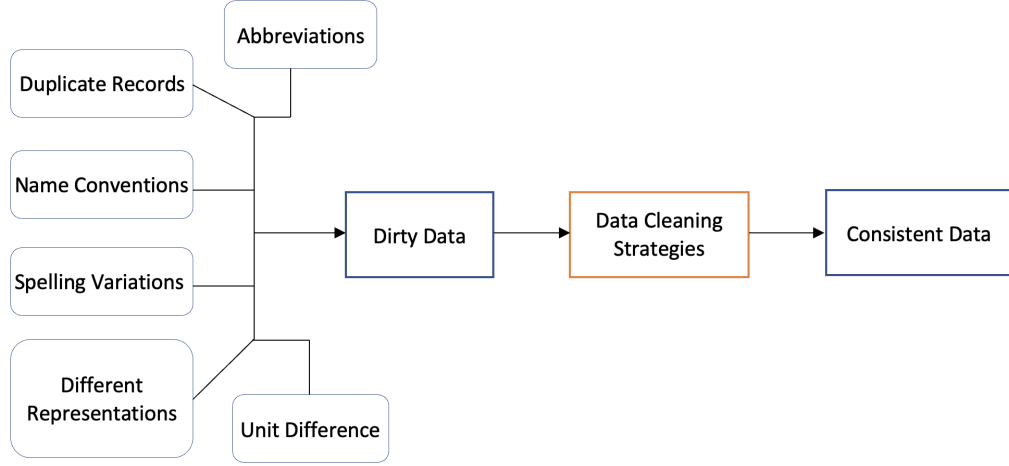 Abbreviations
Duplicate Records
Name Conventions
Spelling Variations
Different
Representations
Unit Difference
Dirty Data
Data Cleaning
Strategies
Consistent Data